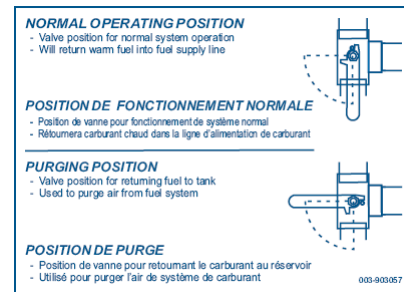 NORMAL OPERATING POSITION
- Valve position for normal system operation
- Will return warm fuel into fuel supply line
POSITION DE FONCTIONNEMENT NORMALE
- Position de vanne pour fonctionnement de système normal
- Rétournera carburant chaud dans la ligne d'alimentation de carburant
PURGING POSITION
- Valve position for returning fuel to tank
- Used to purge air from fuel system
POSITION DE PURGE
- Position de vanne pour retournant le carburant au réservoir
- Utilisé pour purger l'air de système de carburant
003-903057